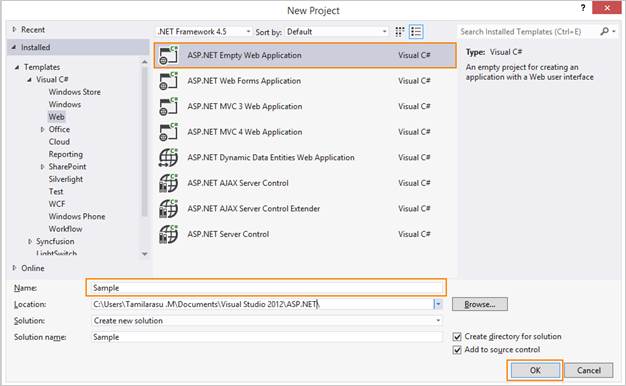 New Project
? ×
Recent
.NET Framework 4.5
Sort by: Default
Search Installed Templates (Ctrl+E)
Installed
Templates
Visual C#
Windows Store
Windows
Web
Office
Cloud
Reporting
SharePoint
Silverlight
Test
WCF
Windows Phone
Workflow
Syncfusion
LightSwitch
Online
ASP.NET Empty Web Application Visual C#
ASP.NET Web Forms Application Visual C#
ASP.NET MVC 3 Web Application Visual C#
ASP.NET MVC 4 Web Application Visual C#
ASP.NET Dynamic Data Entities Web Application Visual C#
ASP.NET AJAX Server Control Visual C#
ASP.NET AJAX Server Control Extender Visual C#
ASP.NET Server Control Visual C#
Type: Visual C#
An empty project for creating an
application with a Web user interface
Name: Sample
Location: C:\Users\Tamilarasu .M\Documents\Visual Studio 2012\ASP.NET\
Browse...
Solution: Create new solution
Solution name: Sample
Create directory for solution
Add to source control
OK
Cancel